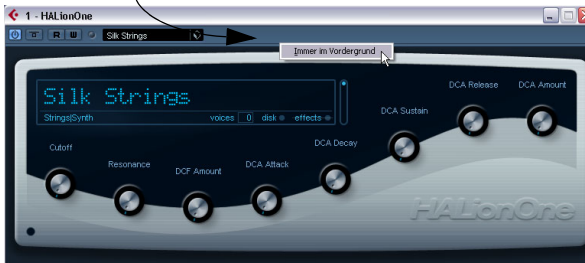 1 - HALionOne
R W Silk Strings
Immer im Vordergrund
Silk Strings
Strings|Synth voices 0 disk effects
DCA Release DCA Amount
DCA Sustain
DCA Decay
Cutoff
Resonance DCF Amount DCA Attack
HALionOne